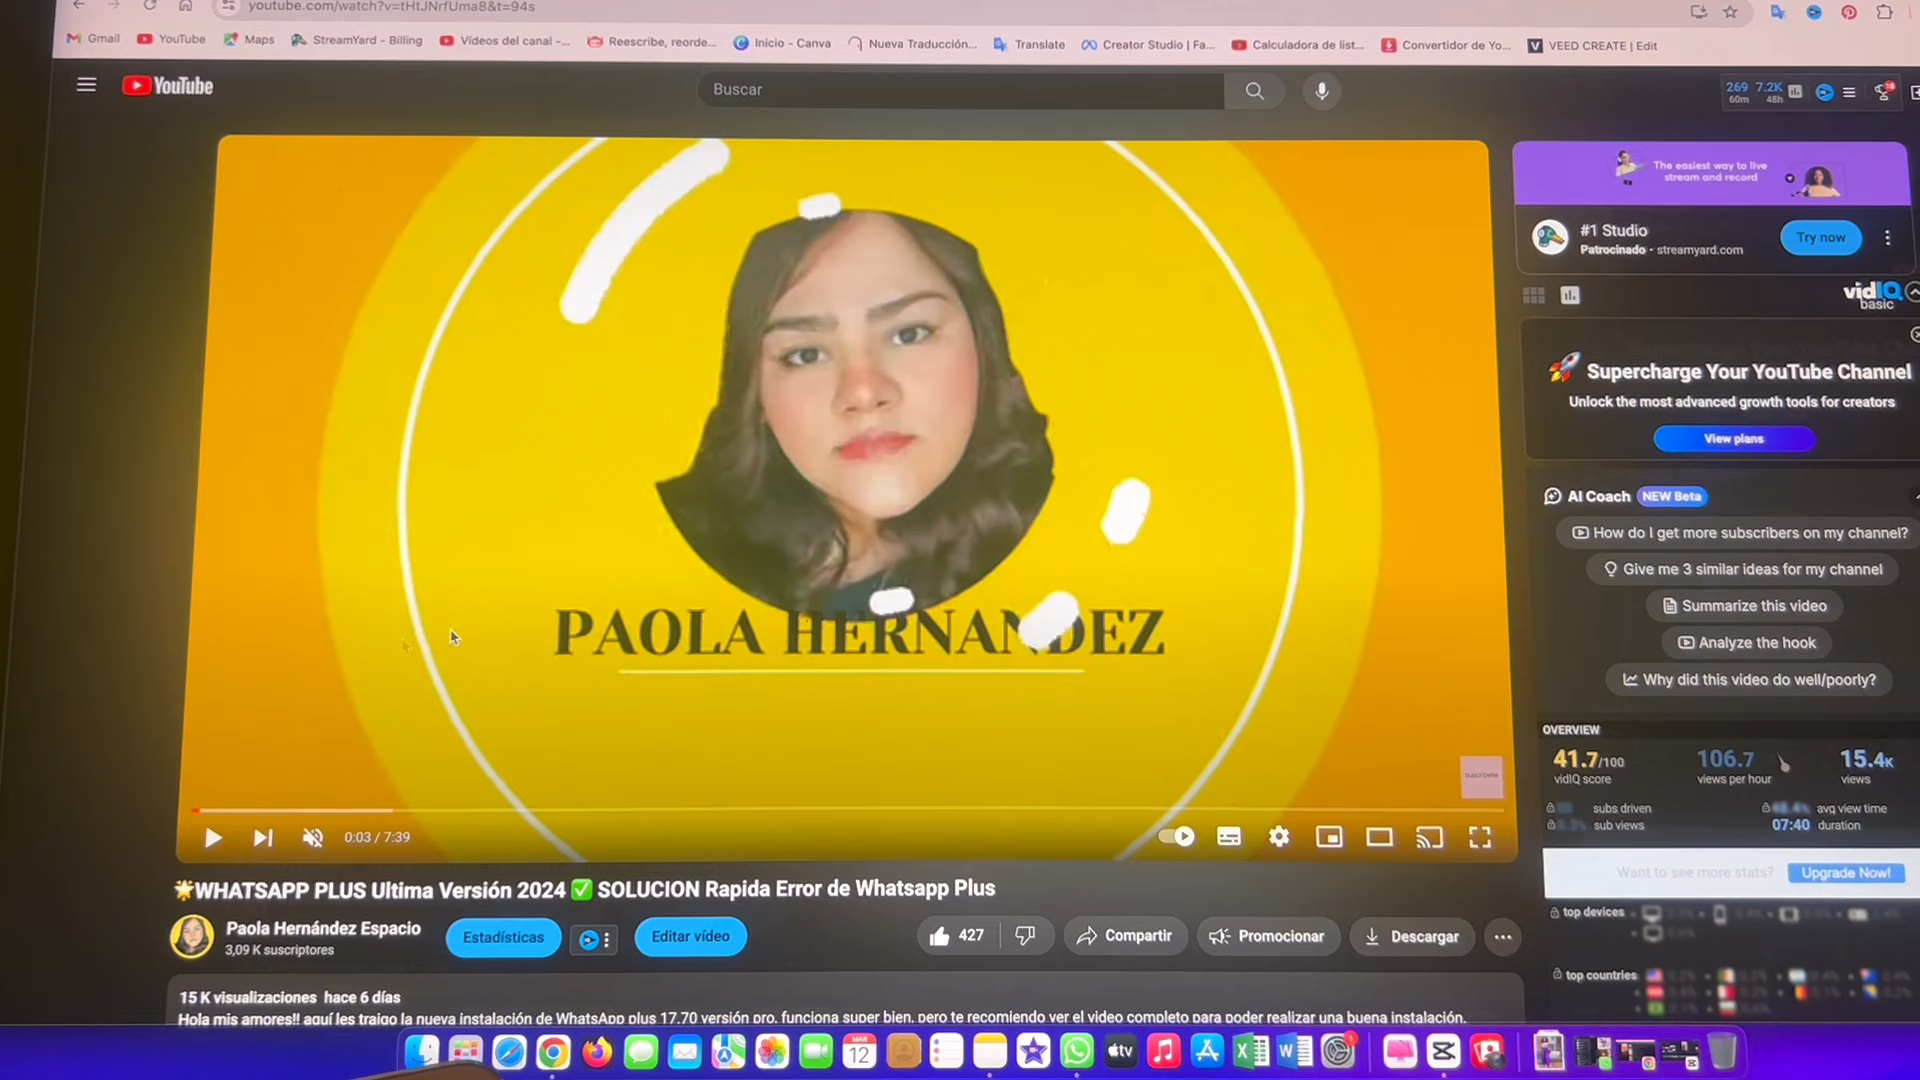 youtube.com/watch?v=tHtJNrfUma8&t=94s
Gmail YouTube Maps StreamYard - Billing Vídeos del canal -... Reescribe, reorde... Inicio - Canva Nueva Traducción... Translate Creator Studio | Fa... Calculadora de list... Convertidor de Yo... VEED CREATE | Edit
YouTube
Buscar
269 7.2K
60m 48h
The easiest way to live
stream and record
#1 Studio
Patrocinado · streamyard.com
Try now
vidIQ
basic
Supercharge Your YouTube Channel
Unlock the most advanced growth tools for creators
View plans
AI Coach NEW Beta
How do I get more subscribers on my channel?
Give me 3 similar ideas for my channel
Summarize this video
Analyze the hook
Why did this video do well/poorly?
PAOLA HERNANDEZ
suscribete
0:03 / 7:39
OVERVIEW
41.7/100 106.7 15.4K
vidIQ score views per hour views
subs driven avg view time
sub views 07:40 duration
Want to see more stats? Upgrade Now!
top devices
top countries
WHATSAPP PLUS Ultima Versión 2024 ✅ SOLUCION Rapida Error de Whatsapp Plus
Paola Hernández Espacio
3,09 K suscriptores
Estadísticas
Editar vídeo
427
Compartir
Promocionar
Descargar
15 K visualizaciones hace 6 días
Hola mis amores!! aquí les traigo la nueva instalación de WhatsApp plus 17.70 versión pro, funciona super bien, pero te recomiendo ver el video completo para poder realizar una buena instalación.
MAR
12
tv
X
W